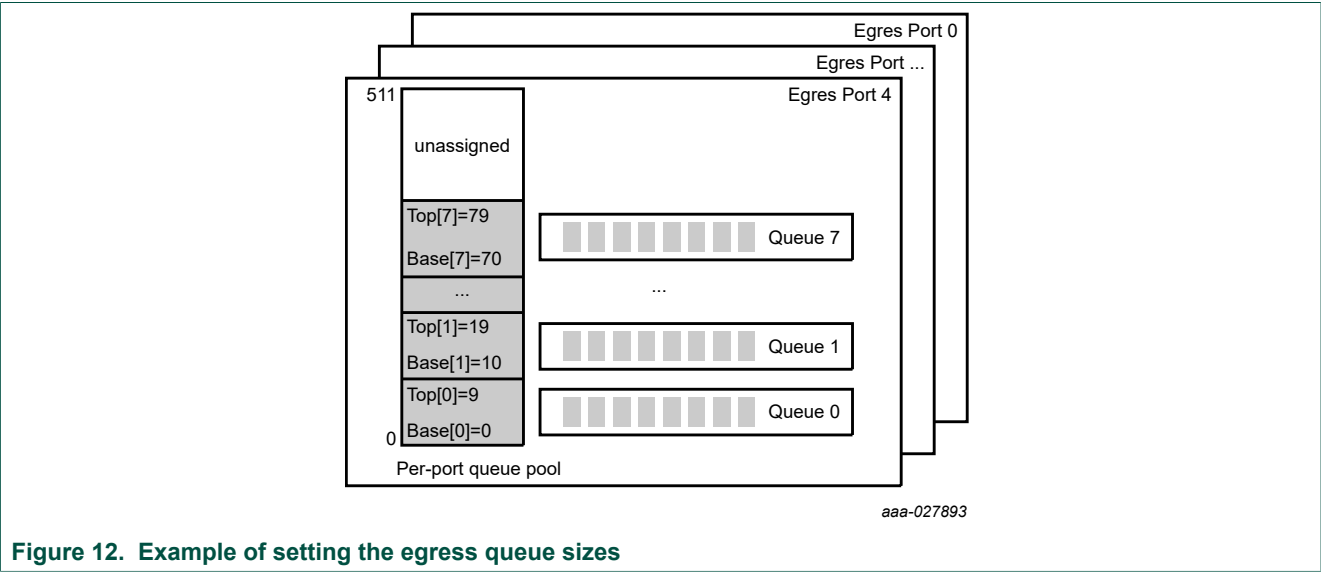 Egres Port 0
Egres Port ...
Egres Port 4
511
unassigned
Top[7]=79
Queue 7
Base[7]=70
...
...
Top[1]=19
Queue 1
Base[1]=10
Top[0]=9
Queue 0
Base[0]=0
0
Per-port queue pool
aaa-027893
Figure 12. Example of setting the egress queue sizes